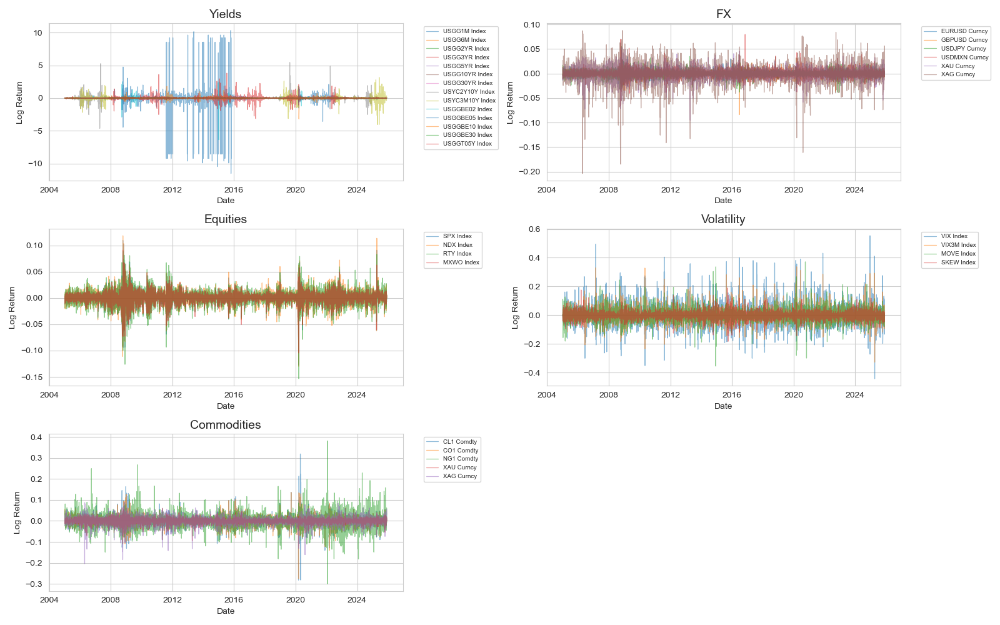 Yields
10
5
0
−5
−10
Log Return
2004 2008 2012 2016 2020 2024
Date
USGG1M Index
USGG6M Index
USGG2YR Index
USGG3YR Index
USGG5YR Index
USGG10YR Index
USGG30YR Index
USYC2Y10Y Index
USYC3M10Y Index
USGGBE02 Index
USGGBE05 Index
USGGBE10 Index
USGGBE30 Index
USGGT05Y Index
FX
0.10
0.05
0.00
−0.05
−0.10
−0.15
−0.20
Log Return
2004 2008 2012 2016 2020 2024
Date
EURUSD Curncy
GBPUSD Curncy
USDJPY Curncy
USDMXN Curncy
XAU Curncy
XAG Curncy
Equities
0.10
0.05
0.00
−0.05
−0.10
−0.15
Log Return
2004 2008 2012 2016 2020 2024
Date
SPX Index
NDX Index
RTY Index
MXWO Index
Volatility
0.6
0.4
0.2
0.0
−0.2
−0.4
Log Return
2004 2008 2012 2016 2020 2024
Date
VIX Index
VIX3M Index
MOVE Index
SKEW Index
Commodities
0.4
0.3
0.2
0.1
0.0
−0.1
−0.2
−0.3
Log Return
2004 2008 2012 2016 2020 2024
Date
CL1 Comdty
CO1 Comdty
NG1 Comdty
XAU Curncy
XAG Curncy